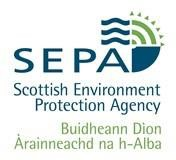 SEPA
Scottish Environment
Protection Agency
Buidheann Dìon
Àrainneachd na h-Alba